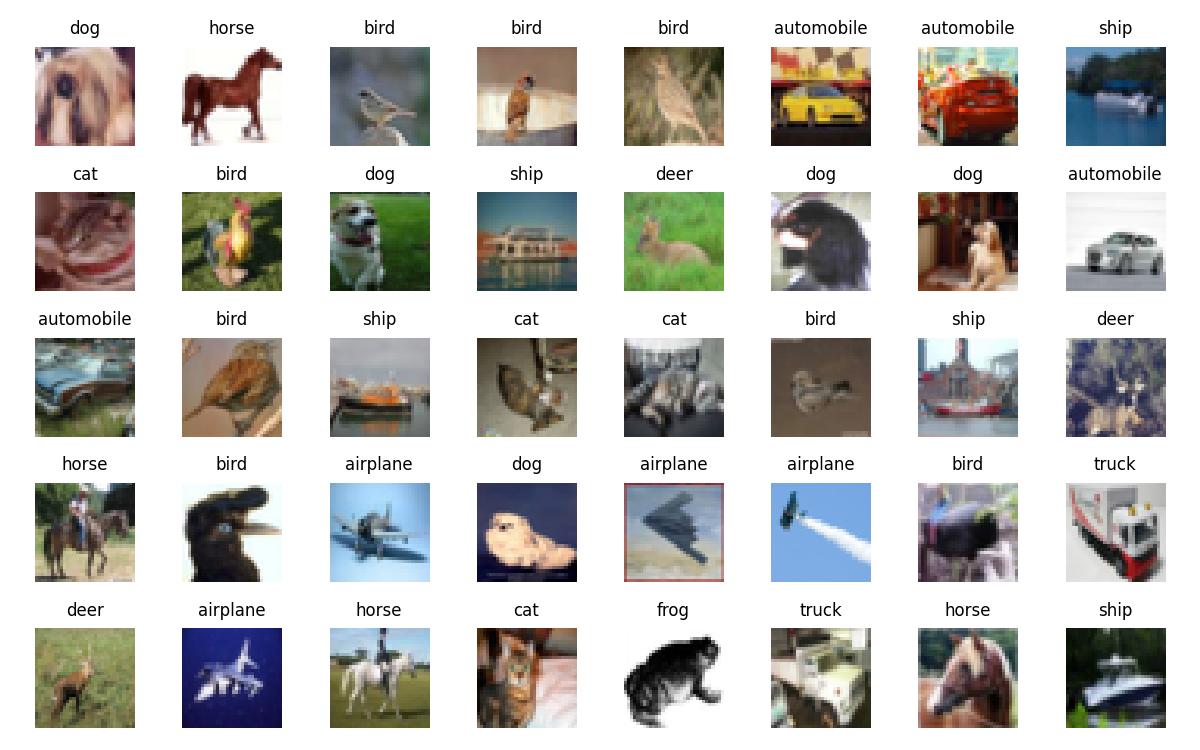 dog horse bird bird bird automobile automobile ship
cat bird dog ship deer dog dog automobile
automobile bird ship cat cat bird ship deer
horse bird airplane dog airplane airplane bird truck
deer airplane horse cat frog truck horse ship